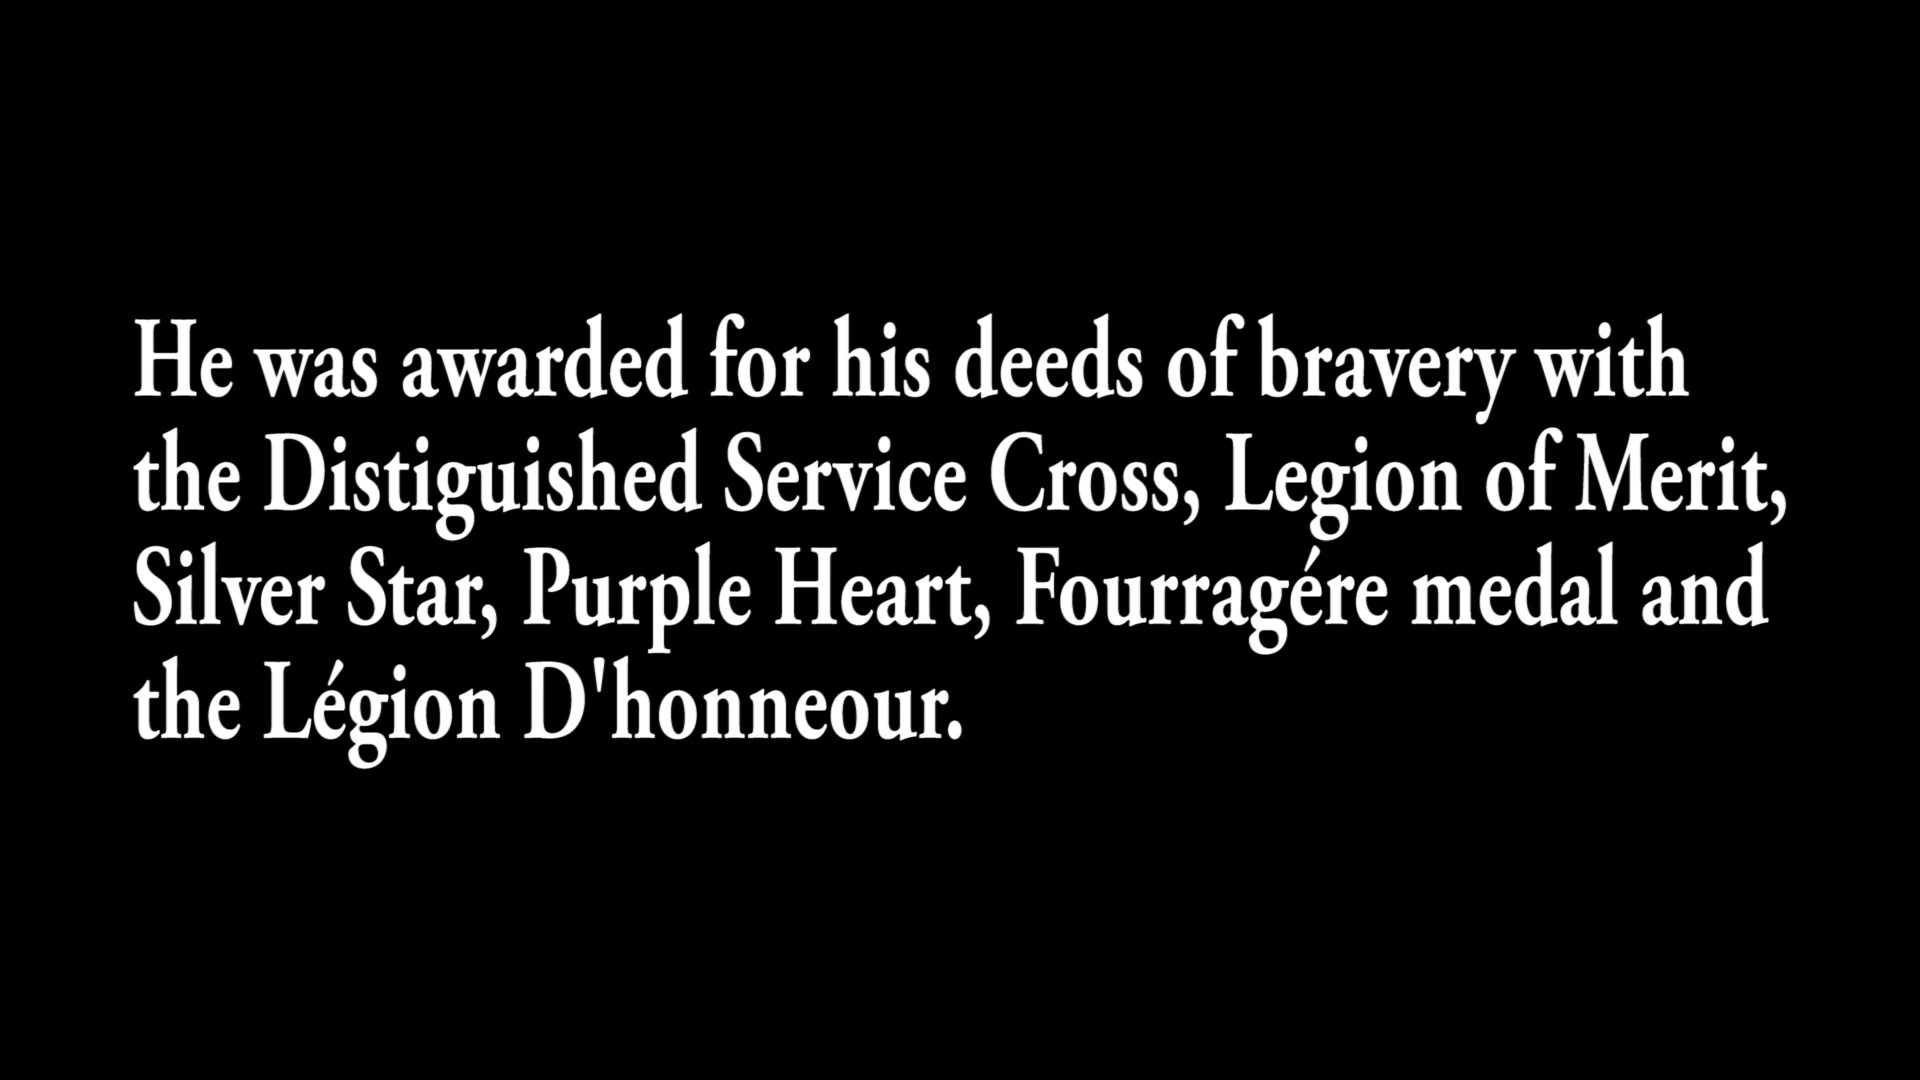 He was awarded for his deeds of bravery with
the Distiguished Service Cross, Legion of Merit,
Silver Star, Purple Heart, Fourragére medal and
the Légion D'honneour.